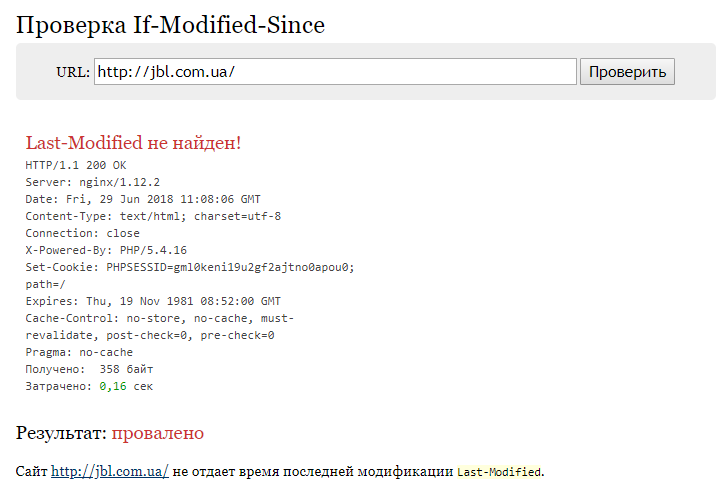 Проверка If-Modified-Since
URL: http://jbl.com.ua/ Проверить
Last-Modified не найден!
HTTP/1.1 200 OK
Server: nginx/1.12.2
Date: Fri, 29 Jun 2018 11:08:06 GMT
Content-Type: text/html; charset=utf-8
Connection: close
X-Powered-By: PHP/5.4.16
Set-Cookie: PHPSESSID=gml0keni19u2gf2ajtno0apou0;
path=/
Expires: Thu, 19 Nov 1981 08:52:00 GMT
Cache-Control: no-store, no-cache, must-
revalidate, post-check=0, pre-check=0
Pragma: no-cache
Получено: 358 байт
Затрачено: 0,16 сек
Результат: провалено
Сайт http://jbl.com.ua/ не отдает время последней модификации Last-Modified.